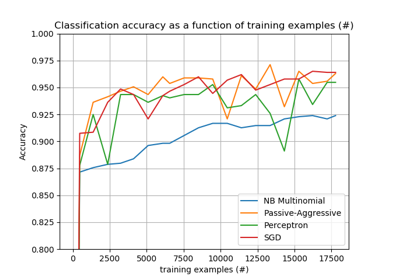 Classification accuracy as a function of training examples (#)
1.000
0.975
0.950
0.925
0.900
0.875
0.850
0.825
0.800
Accuracy
NB Multinomial
Passive-Aggressive
Perceptron
SGD
0 2500 5000 7500 10000 12500 15000 17500
training examples (#)